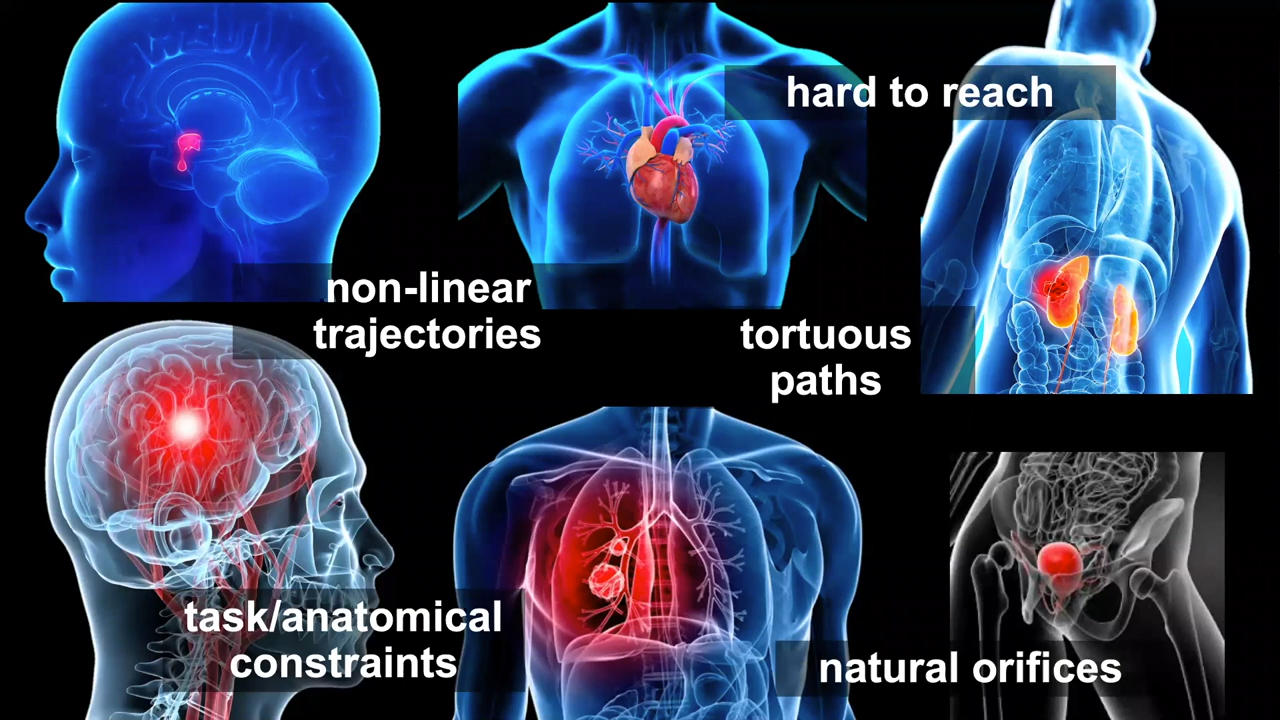 hard to reach
non-linear
trajectories
tortuous
paths
task/anatomical
constraints
natural orifices